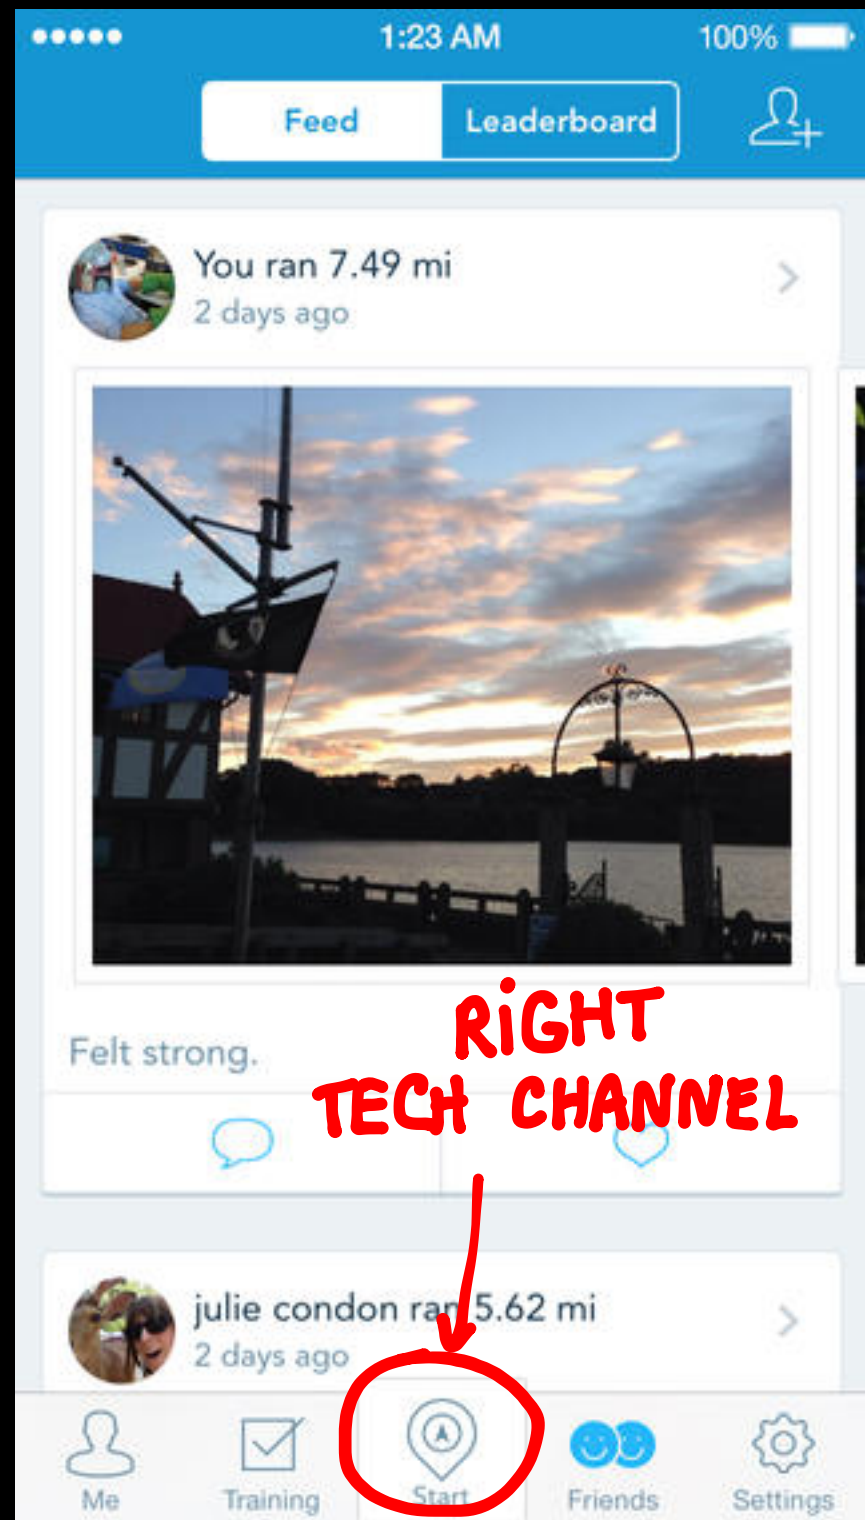 1:23 AM
100%
Feed
Leaderboard
You ran 7.49 mi
2 days ago
Felt strong.
RiGHT
TECH CHANNEL
julie condon ran 5.62 mi
2 days ago
Me
Training
Start
Friends
Settings